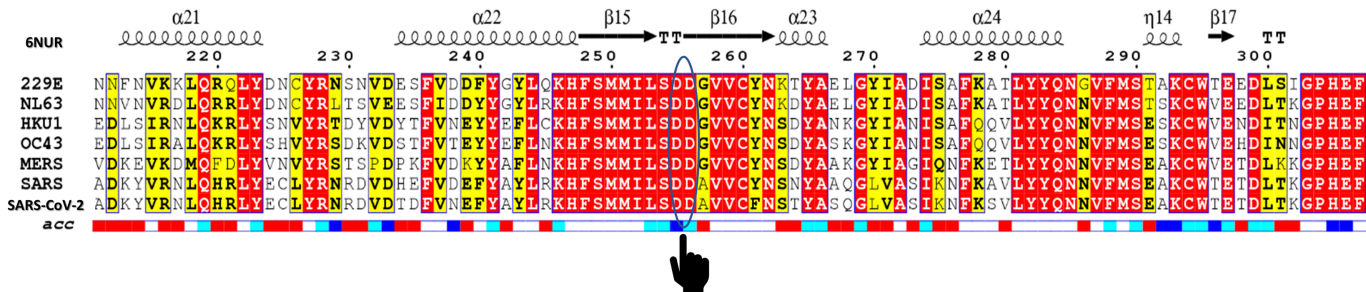 α21 α22 β15 β16 α23 α24 η14 β17
6NUR TT TT
220 230 240 250 260 270 280 290 300
229E NNFNVKKLQRQLYDNCYRNSNVDESFVDDFYGYLQKHFSMMILSDDGVVCYNKTYAELGYIADISAFKATLYYQNGVFMSTAKCWTEEDLSIGPHEF
NL63 NNVNVRDLQRRLYDNCYRLTSVEESFIDDYYGYLRKHFSMMILSDDGVVCYNKDYAELGYIADISAFKATLYYQNNVFMSTSKCWVEEDLTKGPHEF
HKU1 EDLSIRNLQKRLYSNVYRTDYVDYTFVNEYYEFLCKHFSMMILSDDGVVCYNSDYANKGYIANISAFQQVLYYQNNVFMSESKCWVENDITNGPHEF
OC43 EDLSIRALQKRLYSHVYRSDKVDSTFVTEYYEFLNKHFSMMILSDDGVVCYNSDYASKGYIANISAFQQVLYYQNNVFMSESKCWVEHDINNGPHEF
MERS VDKEVKDMQFDLYVNVYRSTSPDPKFVDKYYAFLNKHFSMMILSDDGVVCYNSDYAAKGYIAGIQNFKETLYYQNNVFMSESKCWVETDLKKGPHEF
SARS ADKYVRNLQHRLYECLYRNRDVDHEFVDEFYAYLRKHFSMMILSDDAVVCYNSNYAAQGLVASIKNFKAVLYYQNNVFMSEAKCWTETDLTKGPHEF
SARS-CoV-2 ADKYVRNLQHRLYECLYRNRDVDTDFVNEFYAYLRKHFSMMILSDDAVVCFNSTYASQGLVASIKNFKSVLYYQNNVFMSEAKCWTETDLTKGPHEF
acc